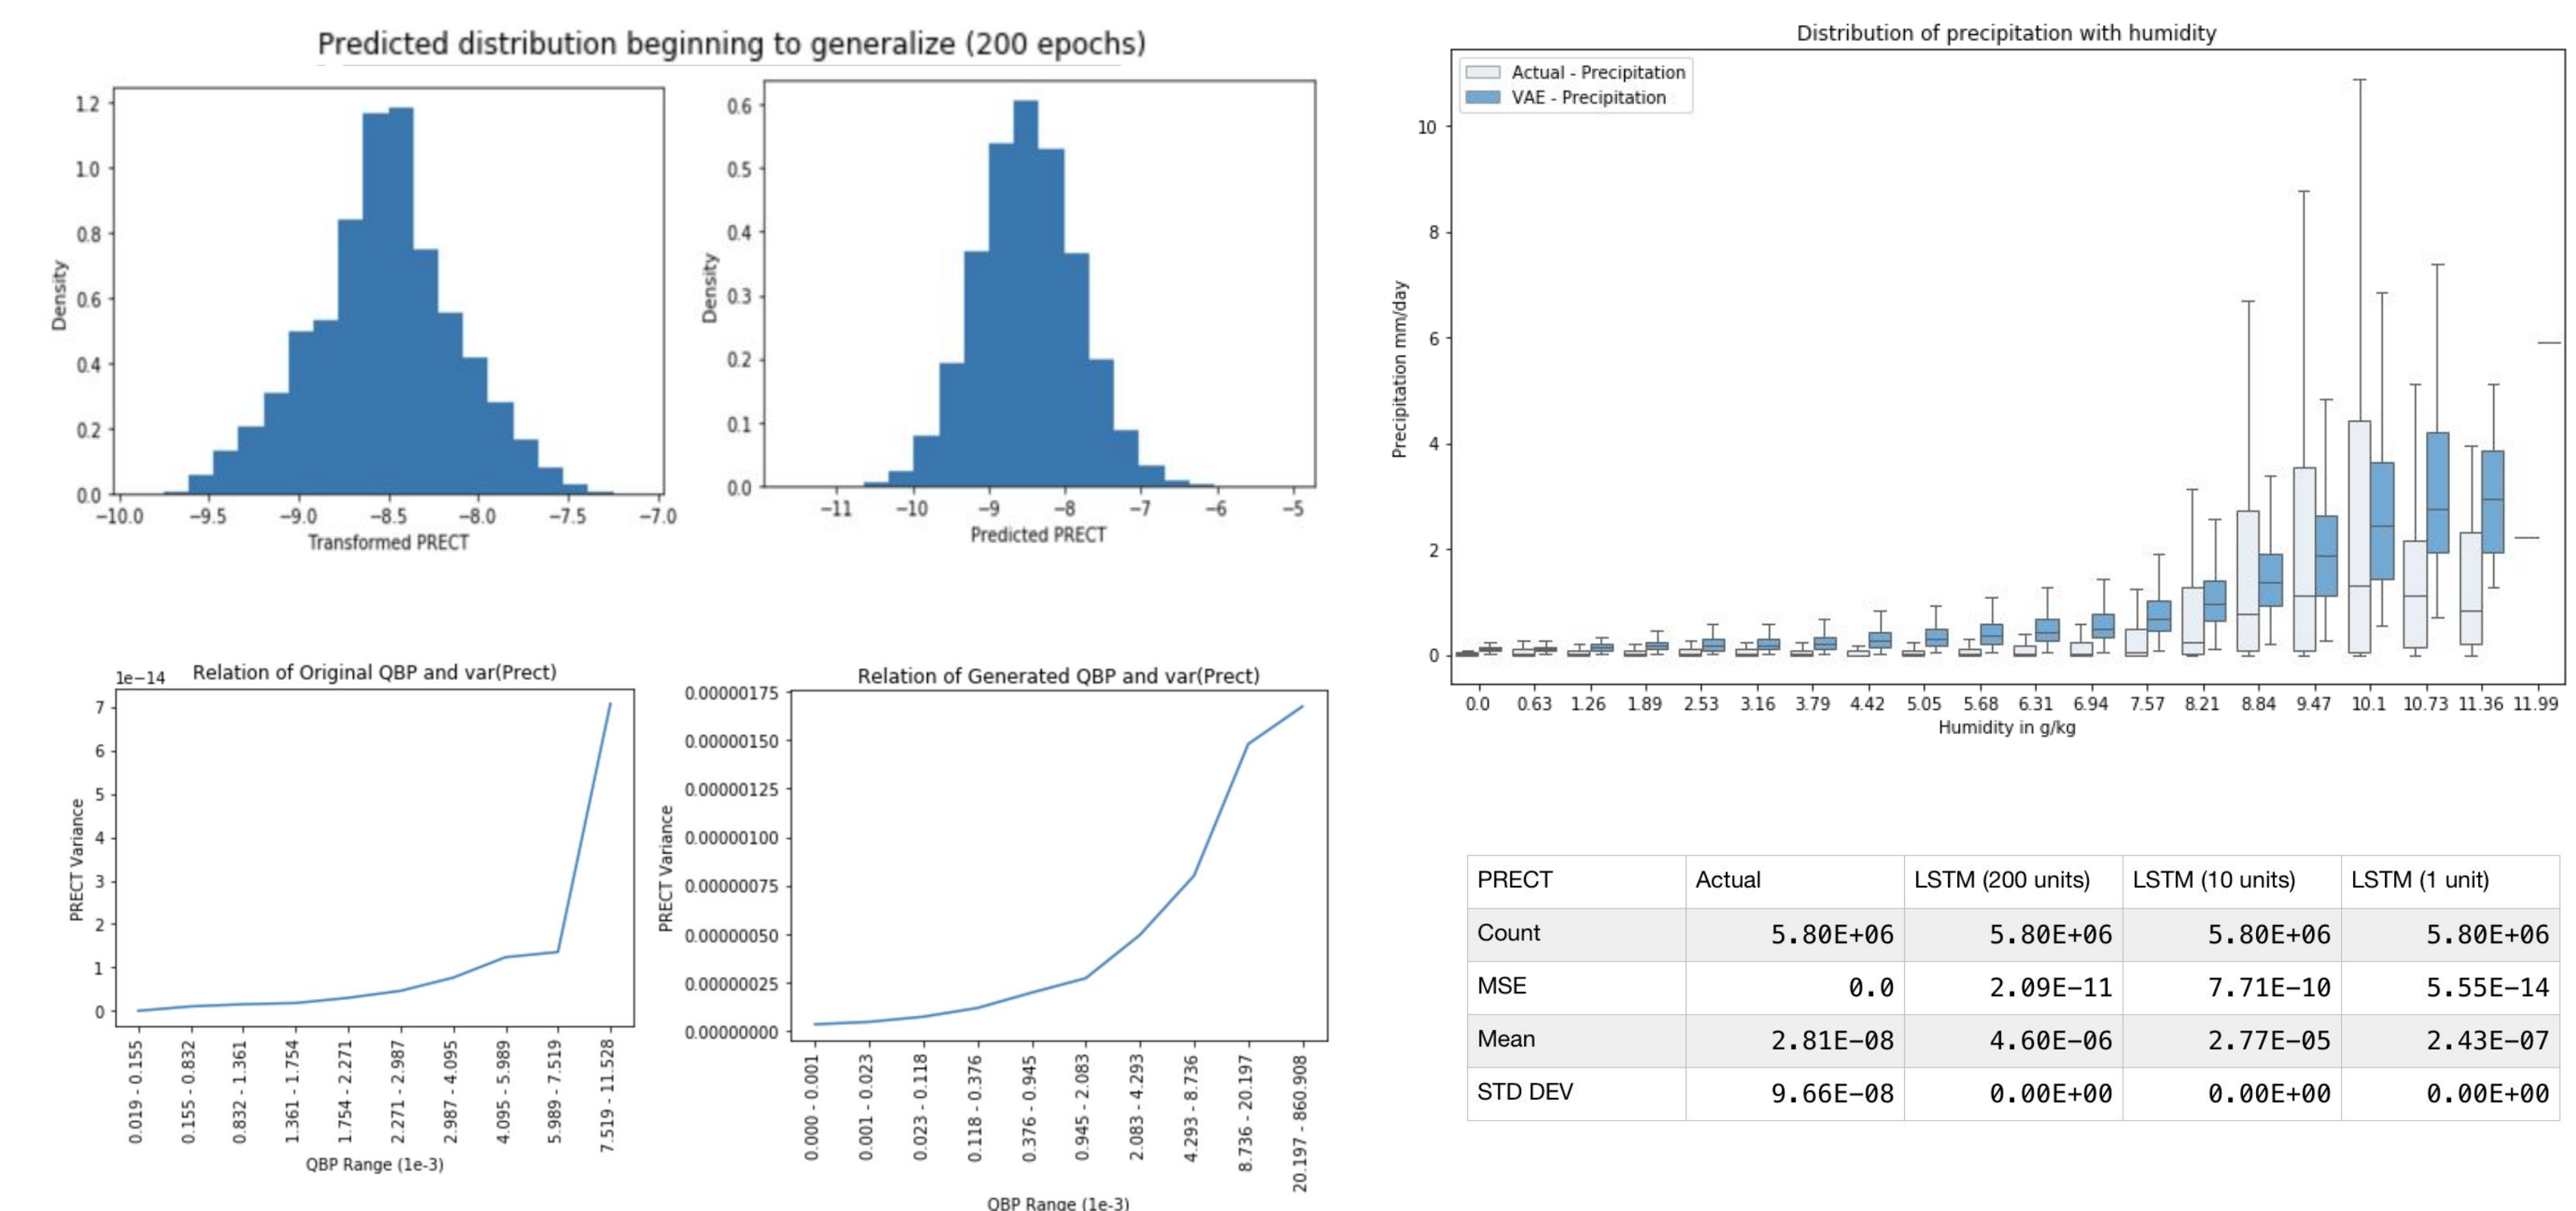 Predicted distribution beginning to generalize (200 epochs)
1.2
1.0
0.8
0.6
0.4
0.2
0.0
Density
−10.0 −9.5 −9.0 −8.5 −8.0 −7.5 −7.0
Transformed PRECT
0.6
0.5
0.4
0.3
0.2
0.1
0.0
Density
−11 −10 −9 −8 −7 −6 −5
Predicted PRECT
Distribution of precipitation with humidity
Actual - Precipitation
VAE - Precipitation
10
8
6
4
2
0
Precipitation mm/day
0.0 0.63 1.26 1.89 2.53 3.16 3.79 4.42 5.05 5.68 6.31 6.94 7.57 8.21 8.84 9.47 10.1 10.73 11.36 11.99
Humidity in g/kg
1e−14 Relation of Original QBP and var(Prect)
7
6
5
4
3
2
1
0
PRECT Variance
0.019 - 0.155
0.155 - 0.832
0.832 - 1.361
1.361 - 1.754
1.754 - 2.271
2.271 - 2.987
2.987 - 4.095
4.095 - 5.989
5.989 - 7.519
7.519 - 11.528
QBP Range (1e-3)
Relation of Generated QBP and var(Prect)
0.00000175
0.00000150
0.00000125
0.00000100
0.00000075
0.00000050
0.00000025
0.00000000
PRECT Variance
0.000 - 0.001
0.001 - 0.023
0.023 - 0.118
0.118 - 0.376
0.376 - 0.945
0.945 - 2.083
2.083 - 4.293
4.293 - 8.736
8.736 - 20.197
20.197 - 860.908
QBP Range (1e-3)
PRECT Actual LSTM (200 units) LSTM (10 units) LSTM (1 unit)
Count 5.80E+06 5.80E+06 5.80E+06 5.80E+06
MSE 0.0 2.09E−11 7.71E−10 5.55E−14
Mean 2.81E−08 4.60E−06 2.77E−05 2.43E−07
STD DEV 9.66E−08 0.00E+00 0.00E+00 0.00E+00